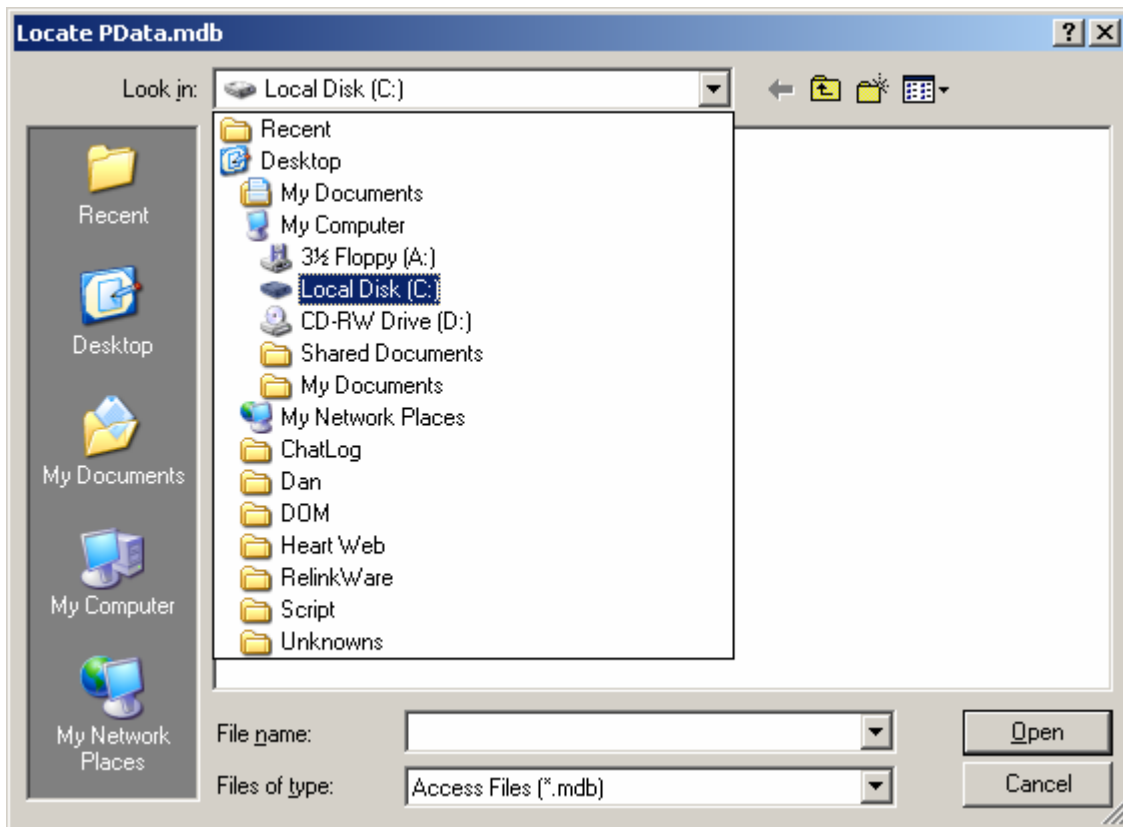 Locate PData.mdb
Look in: Local Disk (C:)
Recent
Desktop
My Documents
My Computer
3½ Floppy (A:)
Local Disk (C:)
CD-RW Drive (D:)
Shared Documents
My Documents
My Network Places
ChatLog
Dan
DOM
Heart Web
RelinkWare
Script
Unknowns
Recent
Desktop
My Documents
My Computer
My Network
Places
File name:
Open
Files of type: Access Files (*.mdb)
Cancel